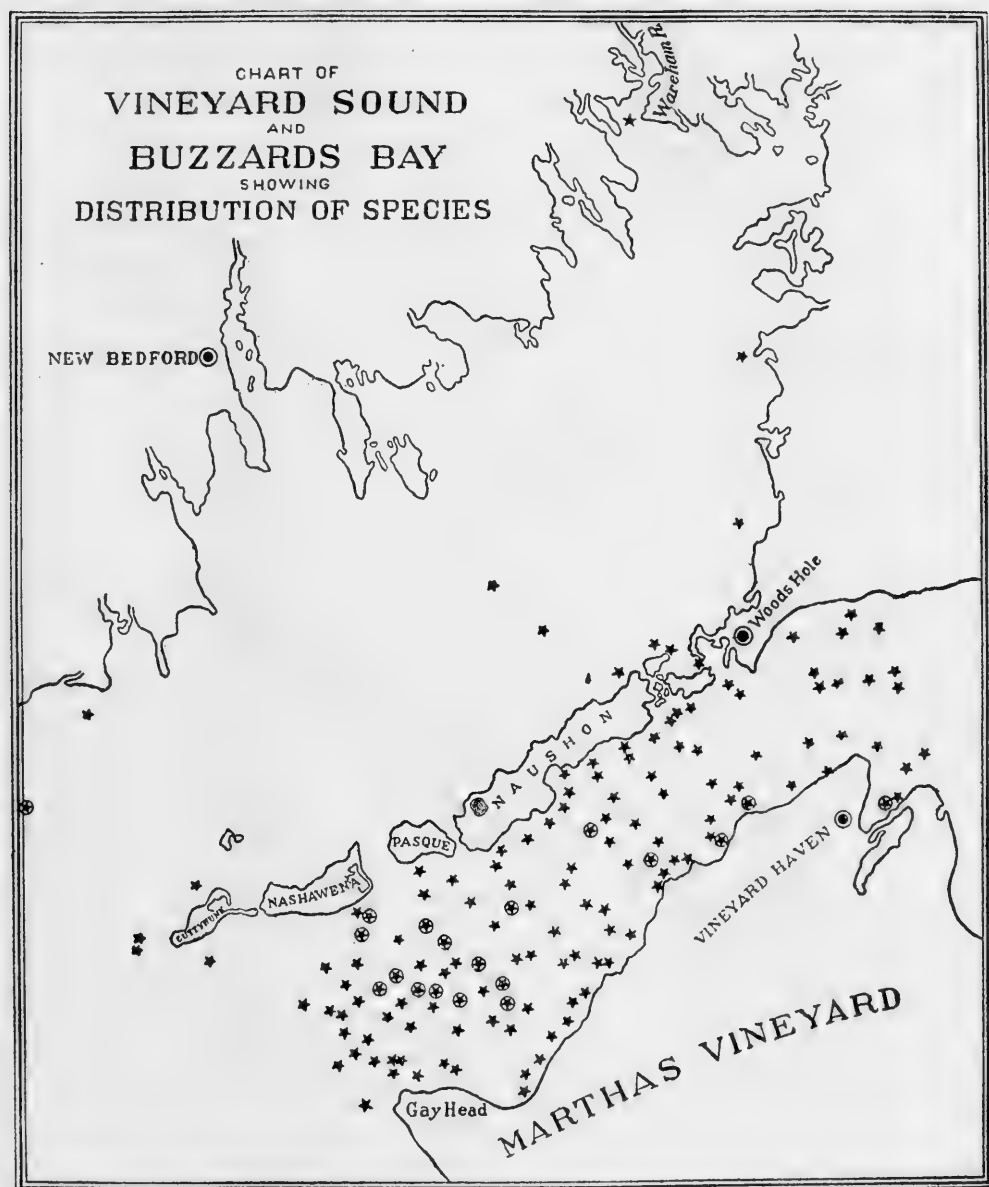 CHART OF
VINEYARD SOUND
AND
BUZZARDS BAY
SHOWING
DISTRIBUTION OF SPECIES
Wareham R.
NEW BEDFORD
Woods Hole
NAUSHON
PASQUE
NASHAWENA
CUTTYHUNK
VINEYARD HAVEN
MARTHAS VINEYARD
Gay Head